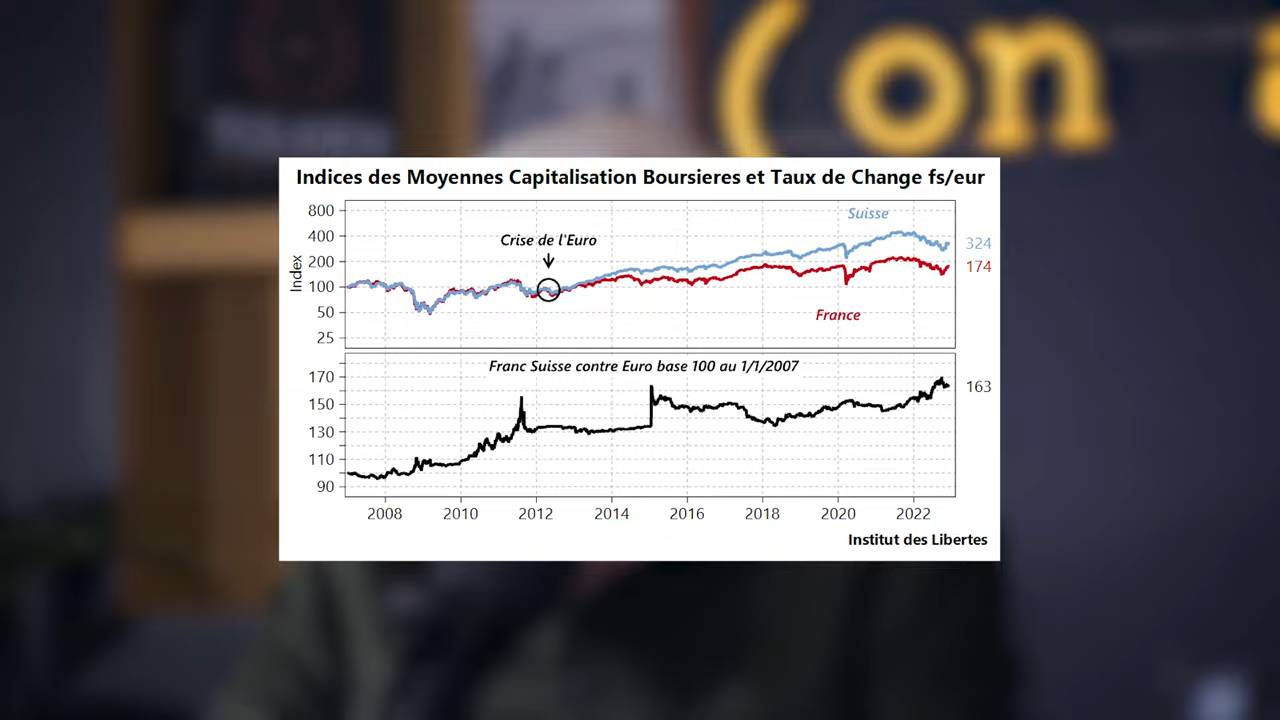 (on a
Indices des Moyennes Capitalisation Boursieres et Taux de Change fs/eur
Index
800
400
200
100
50
25
Crise de l'Euro
Suisse
France
324
174
Franc Suisse contre Euro base 100 au 1/1/2007
170
150
130
110
90
163
2008 2010 2012 2014 2016 2018 2020 2022
Institut des Libertes